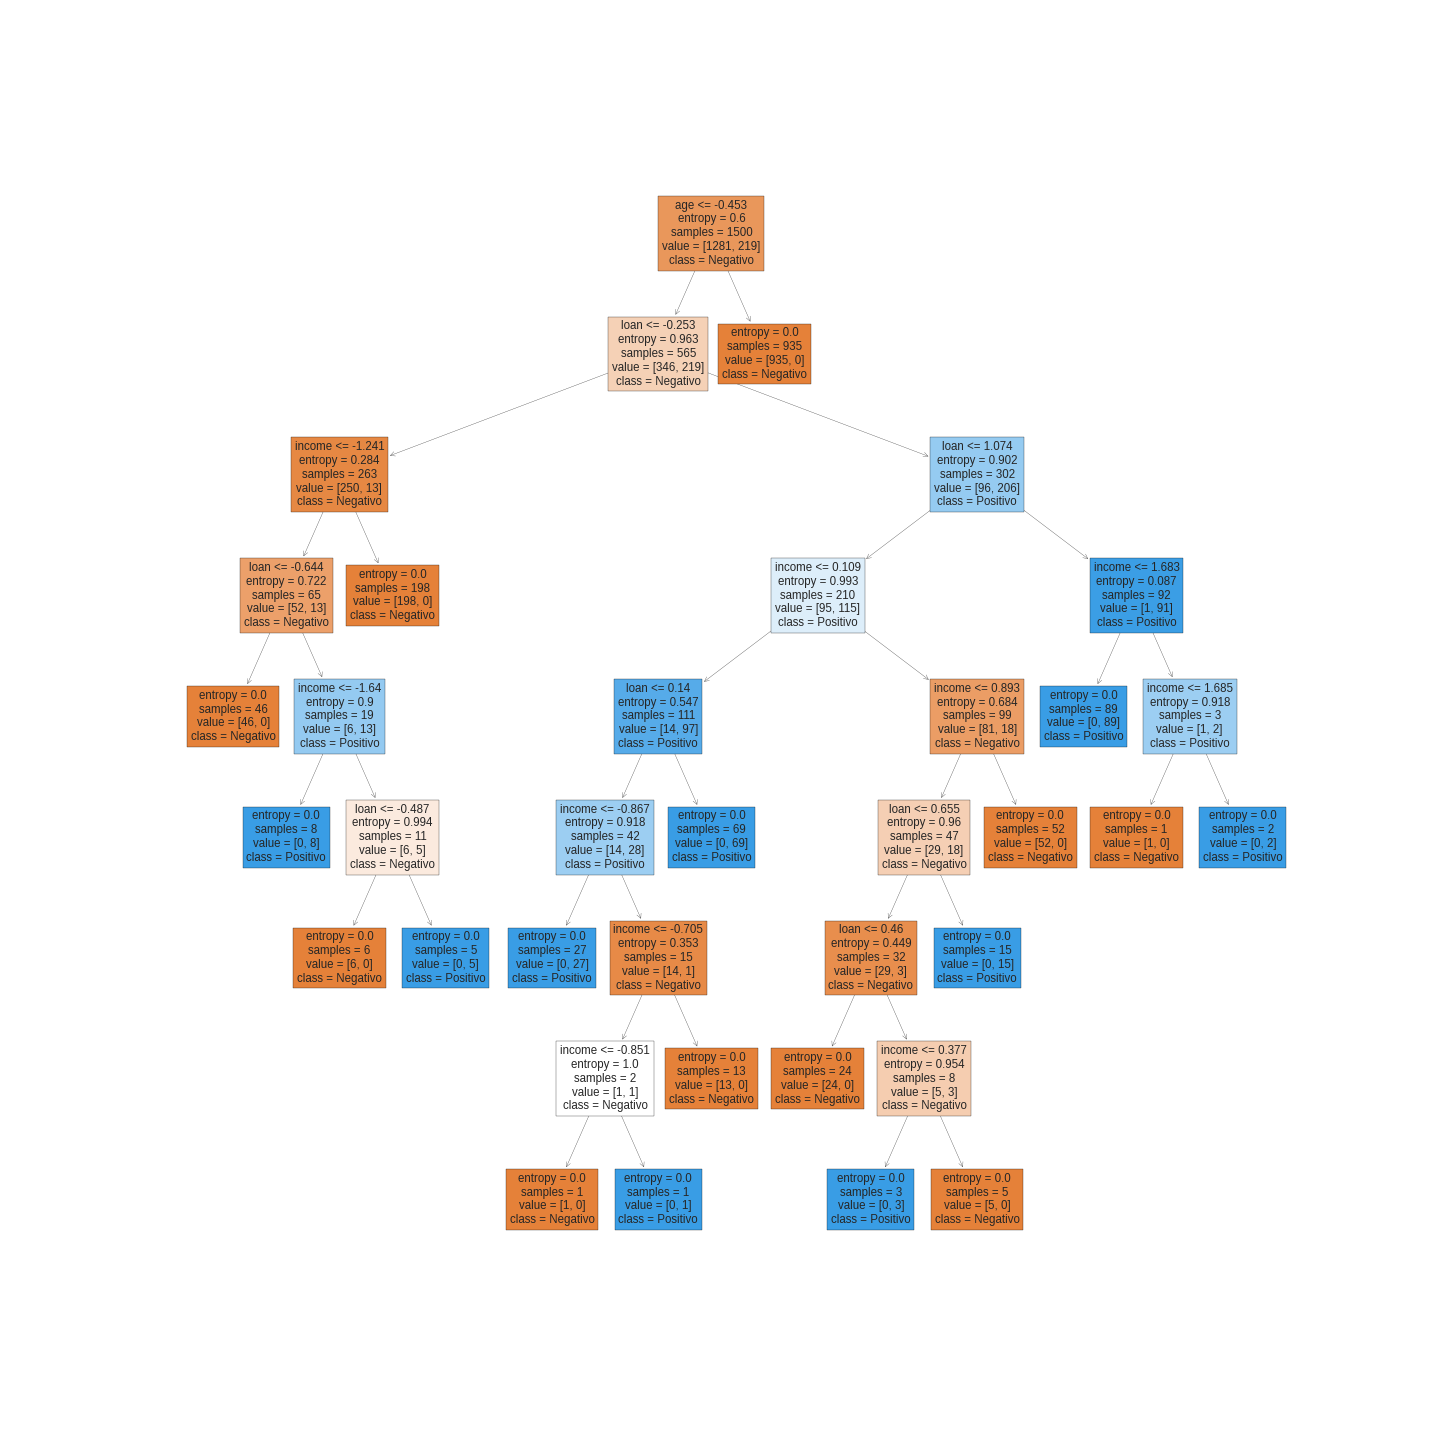 age <= -0.453
entropy = 0.6
samples = 1500
value = [1281, 219]
class = Negativo
loan <= -0.253
entropy = 0.963
samples = 565
value = [346, 219]
class = Negativo
entropy = 0.0
samples = 935
value = [935, 0]
class = Negativo
income <= -1.241
entropy = 0.284
samples = 263
value = [250, 13]
class = Negativo
loan <= 1.074
entropy = 0.902
samples = 302
value = [96, 206]
class = Positivo
loan <= -0.644
entropy = 0.722
samples = 65
value = [52, 13]
class = Negativo
entropy = 0.0
samples = 198
value = [198, 0]
class = Negativo
income <= 0.109
entropy = 0.993
samples = 210
value = [95, 115]
class = Positivo
income <= 1.683
entropy = 0.087
samples = 92
value = [1, 91]
class = Positivo
entropy = 0.0
samples = 46
value = [46, 0]
class = Negativo
income <= -1.64
entropy = 0.9
samples = 19
value = [6, 13]
class = Positivo
loan <= 0.14
entropy = 0.547
samples = 111
value = [14, 97]
class = Positivo
income <= 0.893
entropy = 0.684
samples = 99
value = [81, 18]
class = Negativo
entropy = 0.0
samples = 89
value = [0, 89]
class = Positivo
income <= 1.685
entropy = 0.918
samples = 3
value = [1, 2]
class = Positivo
entropy = 0.0
samples = 8
value = [0, 8]
class = Positivo
loan <= -0.487
entropy = 0.994
samples = 11
value = [6, 5]
class = Negativo
income <= -0.867
entropy = 0.918
samples = 42
value = [14, 28]
class = Positivo
entropy = 0.0
samples = 69
value = [0, 69]
class = Positivo
loan <= 0.655
entropy = 0.96
samples = 47
value = [29, 18]
class = Negativo
entropy = 0.0
samples = 52
value = [52, 0]
class = Negativo
entropy = 0.0
samples = 1
value = [1, 0]
class = Negativo
entropy = 0.0
samples = 2
value = [0, 2]
class = Positivo
entropy = 0.0
samples = 6
value = [6, 0]
class = Negativo
entropy = 0.0
samples = 5
value = [0, 5]
class = Positivo
entropy = 0.0
samples = 27
value = [0, 27]
class = Positivo
income <= -0.705
entropy = 0.353
samples = 15
value = [14, 1]
class = Negativo
loan <= 0.46
entropy = 0.449
samples = 32
value = [29, 3]
class = Negativo
entropy = 0.0
samples = 15
value = [0, 15]
class = Positivo
income <= -0.851
entropy = 1.0
samples = 2
value = [1, 1]
class = Negativo
entropy = 0.0
samples = 13
value = [13, 0]
class = Negativo
entropy = 0.0
samples = 24
value = [24, 0]
class = Negativo
income <= 0.377
entropy = 0.954
samples = 8
value = [5, 3]
class = Negativo
entropy = 0.0
samples = 1
value = [1, 0]
class = Negativo
entropy = 0.0
samples = 1
value = [0, 1]
class = Positivo
entropy = 0.0
samples = 3
value = [0, 3]
class = Positivo
entropy = 0.0
samples = 5
value = [5, 0]
class = Negativo